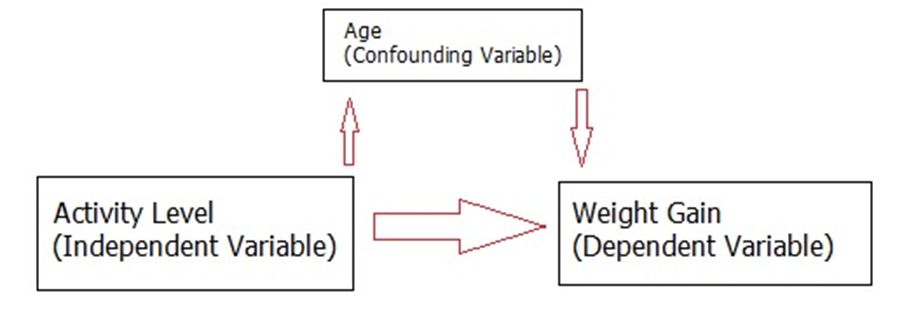 Age
(Confounding Variable)
Activity Level
(Independent Variable)
Weight Gain
(Dependent Variable)